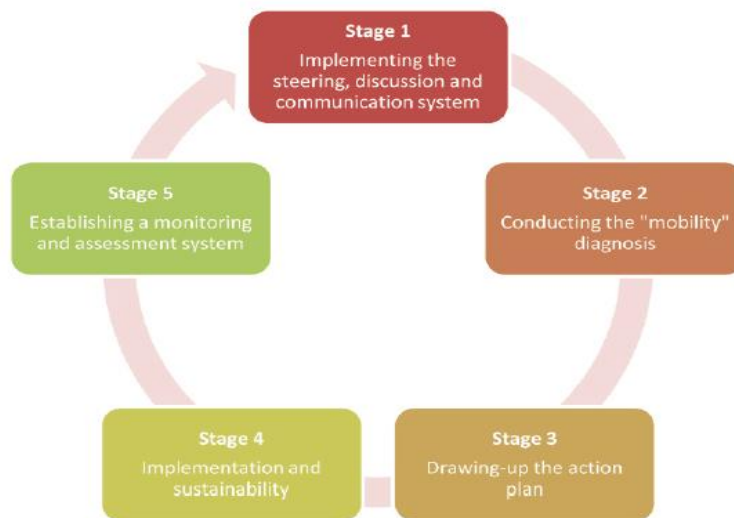 Stage 1
Implementing the
steering, discussion and
communication system
Stage 2
Conducting the "mobility"
diagnosis
Stage 3
Drawing-up the action
plan
Stage 4
Implementation and
sustainability
Stage 5
Establishing a monitoring
and assessment system